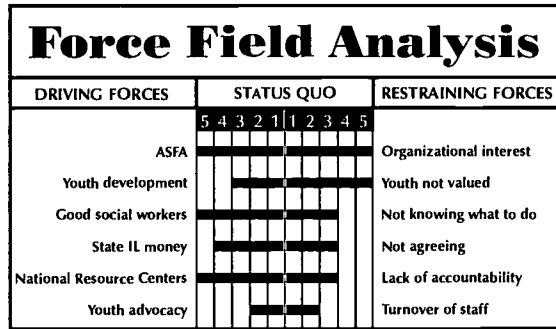 Force Field Analysis
DRIVING FORCES STATUS QUO RESTRAINING FORCES
5 4 3 2 1 1 2 3 4 5
ASFA Organizational interest
Youth development Youth not valued
Good social workers Not knowing what to do
State IL money Not agreeing
National Resource Centers Lack of accountability
Youth advocacy Turnover of staff